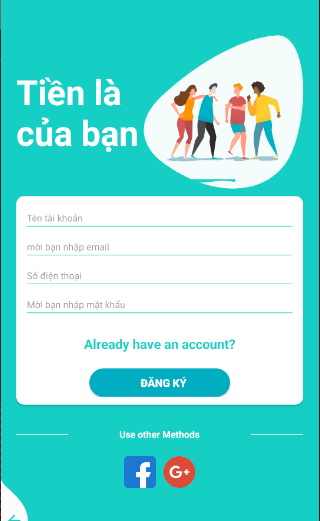 Tiền là
của bạn
Tên tài khoản
mời bạn nhập email
Số điện thoại
Mời bạn nhập mật khẩu
Already have an account?
ĐĂNG KÝ
Use other Methods
f
G+